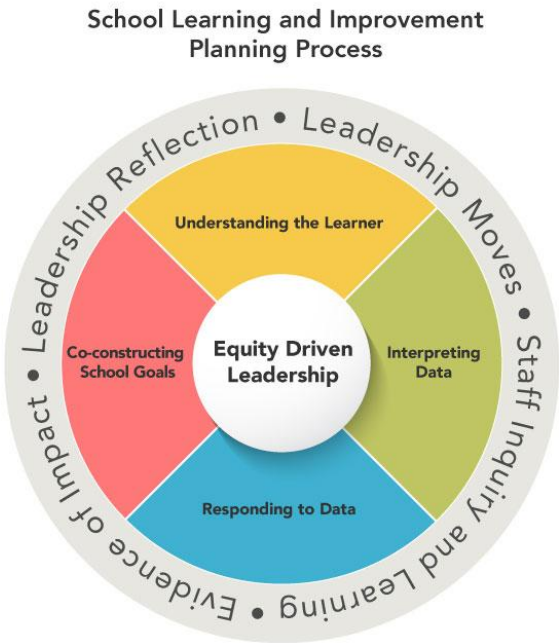 School Learning and Improvement
Planning Process
Leadership Reflection • Leadership Moves • Staff Inquiry and Learning • Evidence of Impact •
Understanding the Learner
Co-constructing
School Goals
Equity Driven
Leadership
Interpreting
Data
Responding to Data